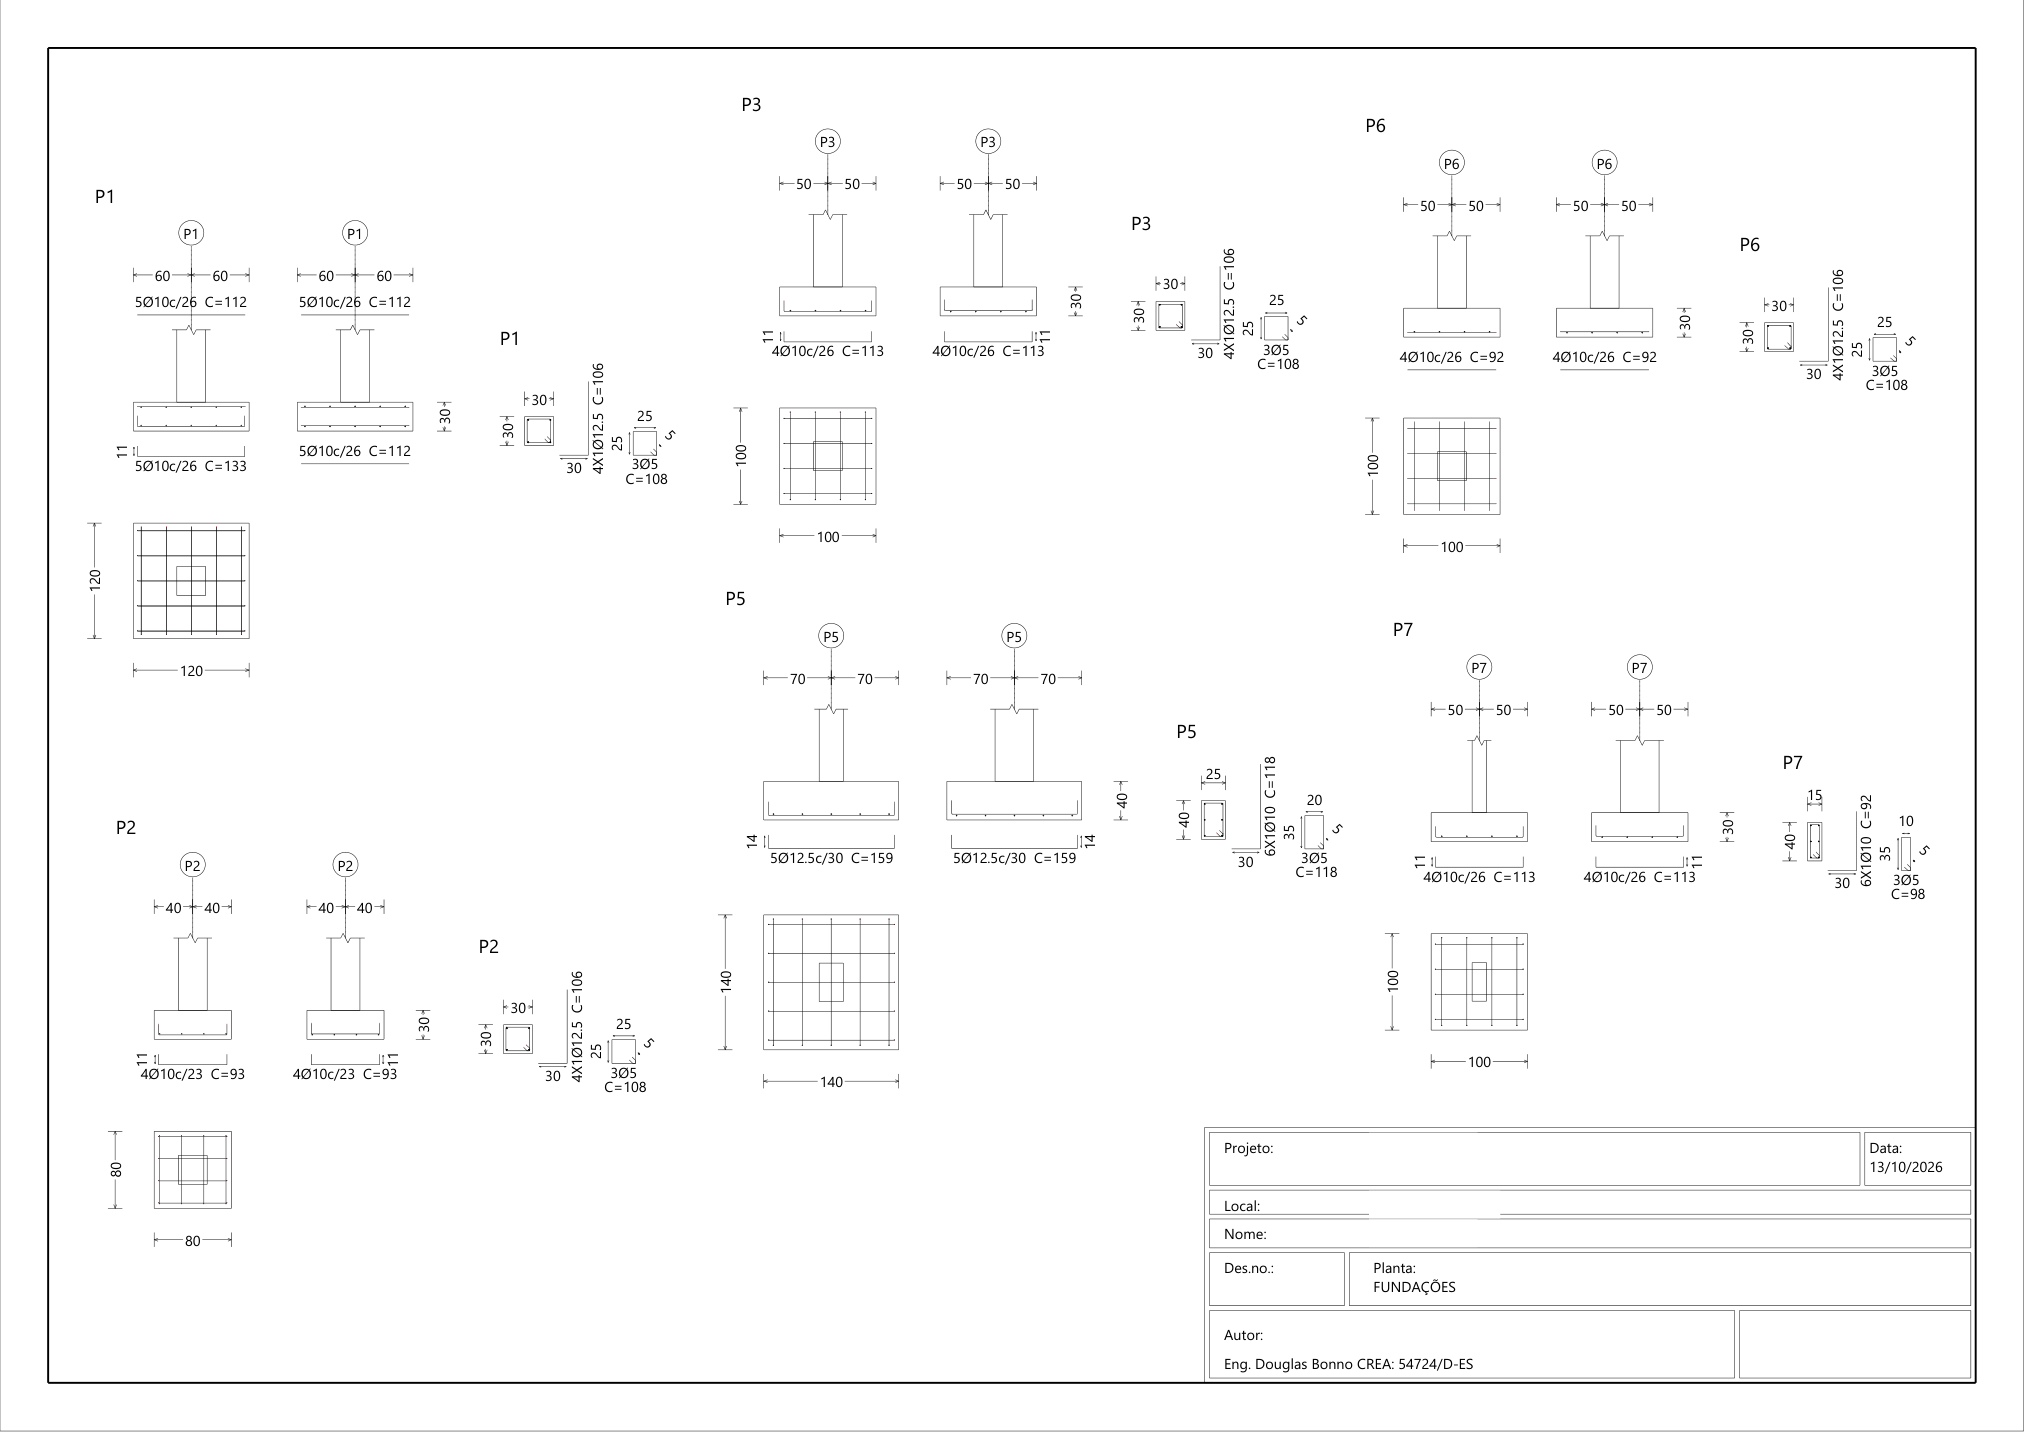 P1
P1
P1
60
60
60
60
5Ø10c/26 C=112
5Ø10c/26 C=112
30
11
5Ø10c/26 C=133
5Ø10c/26 C=112
120
120
P1
30
30
30
4X1Ø12.5 C=106
25
25
5
3Ø5
C=108
P2
P2
P2
40
40
40
40
30
11
11
4Ø10c/23 C=93
4Ø10c/23 C=93
80
80
P2
30
30
30
4X1Ø12.5 C=106
25
25
5
3Ø5
C=108
P3
P3
P3
50
50
50
50
30
11
11
4Ø10c/26 C=113
4Ø10c/26 C=113
100
100
P3
30
30
30
4X1Ø12.5 C=106
25
25
5
3Ø5
C=108
P5
P5
P5
70
70
70
70
40
14
14
5Ø12.5c/30 C=159
5Ø12.5c/30 C=159
140
140
P5
25
40
30
6X1Ø10 C=118
20
35
5
3Ø5
C=118
P6
P6
P6
50
50
50
50
30
4Ø10c/26 C=92
4Ø10c/26 C=92
100
100
P6
30
30
30
4X1Ø12.5 C=106
25
25
5
3Ø5
C=108
P7
P7
P7
50
50
50
50
30
11
11
4Ø10c/26 C=113
4Ø10c/26 C=113
100
100
P7
15
40
30
6X1Ø10 C=92
10
35
5
3Ø5
C=98
Projeto:
Data:
13/10/2026
Local:
Nome:
Des.no.:
Planta:
FUNDAÇÕES
Autor:
Eng. Douglas Bonno CREA: 54724/D-ES